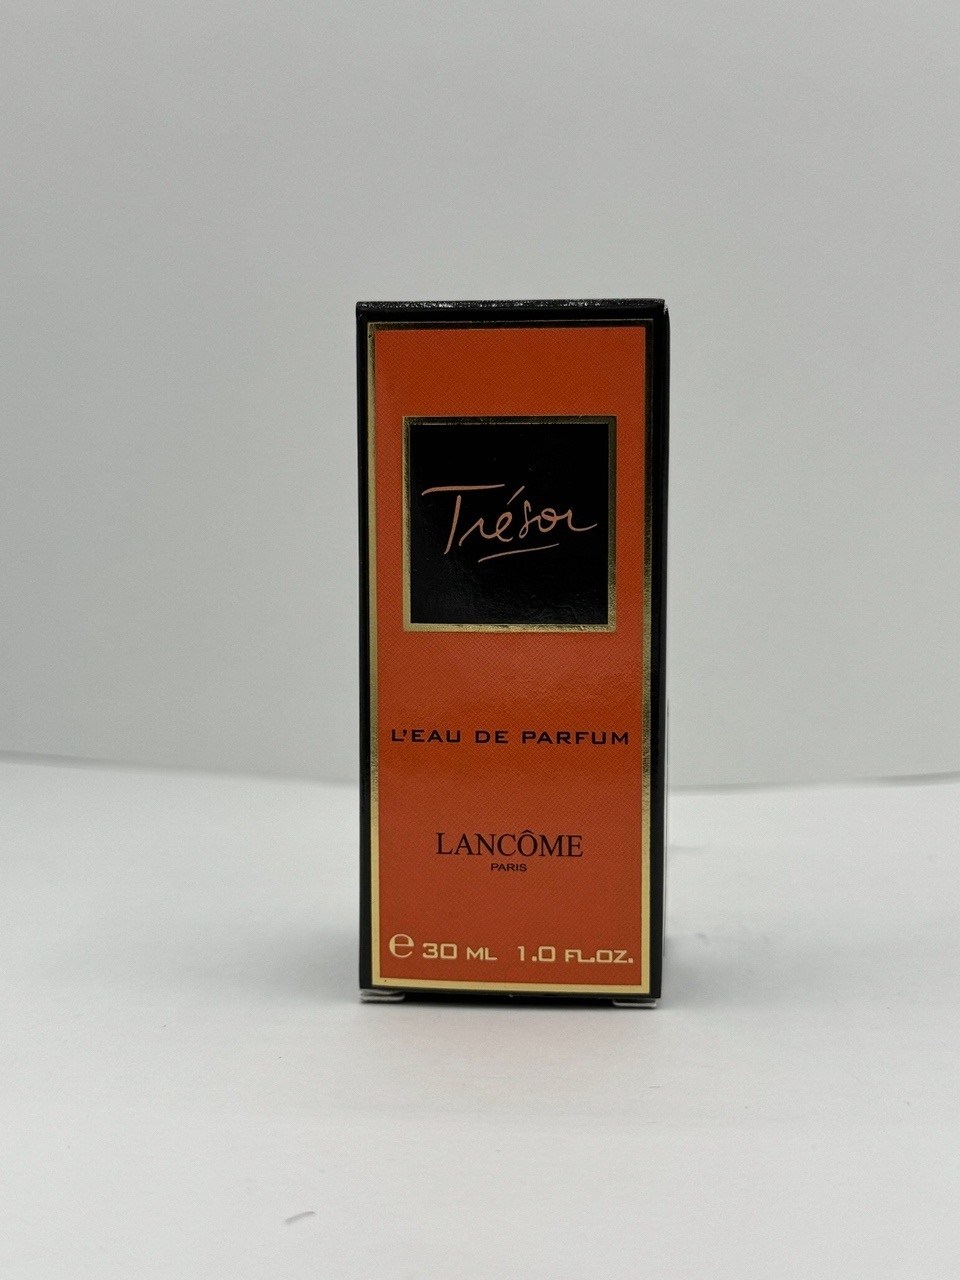 Trésor
L'EAU DE PARFUM
LANCÔME
PARIS
e 30 ML 1.0 FL.OZ.